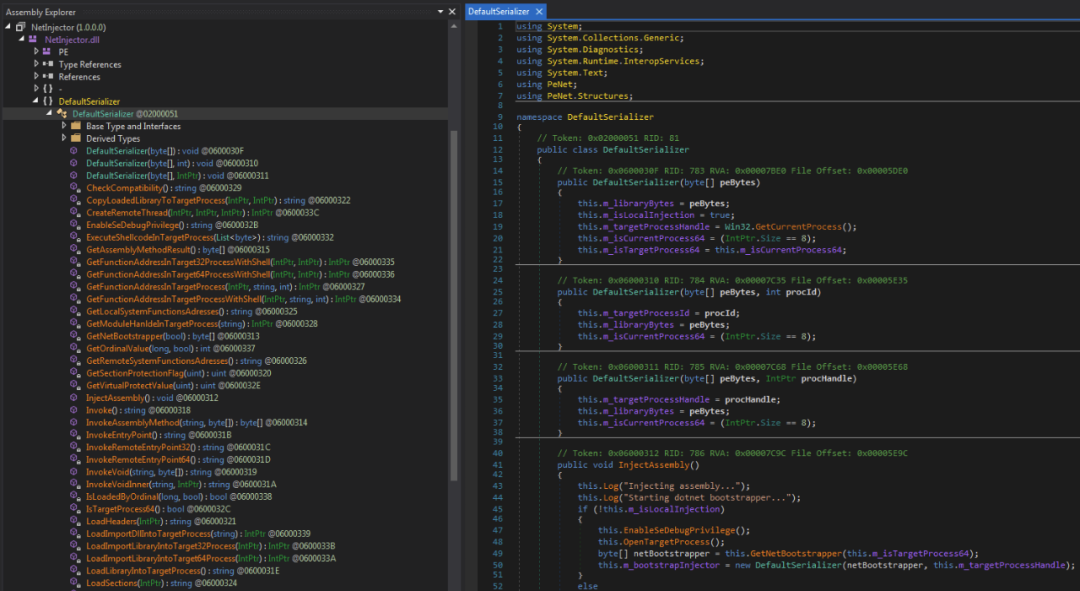 Assembly Explorer
NetInjector (1.0.0.0)
NetInjector.dll
PE
Type References
References
-
DefaultSerializer
DefaultSerializer @02000051
Base Type and Interfaces
Derived Types
DefaultSerializer(byte[]) : void @0600030F
DefaultSerializer(byte[], int) : void @06000310
DefaultSerializer(byte[], IntPtr) : void @06000311
CheckCompatibility() : string @06000329
CopyLoadedLibraryToTargetProcess(IntPtr, IntPtr) : string @06000322
CreateRemoteThread(IntPtr, IntPtr, IntPtr) : IntPtr @0600033C
EnableSeDebugPrivilege() : string @0600032B
ExecuteShellcodeInTargetProcess(List<byte>) : string @06000332
GetAssemblyMethodResult() : byte[] @06000315
GetFunctionAddressInTarget32ProcessWithShell(IntPtr, IntPtr) : IntPtr @06000335
GetFunctionAddressInTarget64ProcessWithShell(IntPtr, IntPtr) : IntPtr @06000336
GetFunctionAddressInTargetProcess(IntPtr, string, int) : IntPtr @06000327
GetFunctionAddressInTargetProcessWithShell(IntPtr, string, int) : IntPtr @06000334
GetLocalSystemFunctionsAdresses() : string @06000325
GetModuleHanldeInTargetProcess(string) : IntPtr @06000328
GetNetBootstrapper(bool) : byte[] @06000313
GetOrdinalValue(long, bool) : int @06000337
GetRemoteSystemFunctionsAdresses() : string @06000326
GetSectionProtectionFlag(uint) : uint @0600032D
GetVirtualProtectValue(uint) : uint @0600032E
InjectAssembly() : void @06000312
Invoke() : string @06000318
InvokeAssemblyMethod(string, byte[]) : byte[] @06000314
InvokeEntryPoint() : string @0600031B
InvokeRemoteEntryPoint32() : string @0600031C
InvokeRemoteEntryPoint64() : string @0600031D
InvokeVoid(string, byte[]) : string @06000319
InvokeVoidInner(string, IntPtr) : string @0600031A
IsLoadedByOrdinal(long, bool) : bool @06000338
IsTargetProcess64() : bool @0600032C
LoadHeaders(IntPtr) : string @06000321
LoadImportDllIntoTargetProcess(string) : IntPtr @06000339
LoadImportLibraryIntoTarget32Process(IntPtr) : IntPtr @0600033B
LoadImportLibraryIntoTarget64Process(IntPtr) : IntPtr @0600033A
LoadLibraryIntoTargetProcess() : string @0600031E
LoadSections(IntPtr) : string @06000324
DefaultSerializer
1 using System;
2 using System.Collections.Generic;
3 using System.Diagnostics;
4 using System.Runtime.InteropServices;
5 using System.Text;
6 using PeNet;
7 using PeNet.Structures;
8
9 namespace DefaultSerializer
10 {
11 // Token: 0x02000051 RID: 81
12 public class DefaultSerializer
13 {
14 // Token: 0x0600030F RID: 783 RVA: 0x00007BE0 File Offset: 0x00005DE0
15 public DefaultSerializer(byte[] peBytes)
16 {
17 this.m_libraryBytes = peBytes;
18 this.m_isLocalInjection = true;
19 this.m_targetProcessHandle = Win32.GetCurrentProcess();
20 this.m_isCurrentProcess64 = (IntPtr.Size == 8);
21 this.m_isTargetProcess64 = this.m_isCurrentProcess64;
22 }
23
24 // Token: 0x06000310 RID: 784 RVA: 0x00007C35 File Offset: 0x00005E35
25 public DefaultSerializer(byte[] peBytes, int procId)
26 {
27 this.m_targetProcessId = procId;
28 this.m_libraryBytes = peBytes;
29 this.m_isCurrentProcess64 = (IntPtr.Size == 8);
30 }
31
32 // Token: 0x06000311 RID: 785 RVA: 0x00007C68 File Offset: 0x00005E68
33 public DefaultSerializer(byte[] peBytes, IntPtr procHandle)
34 {
35 this.m_targetProcessHandle = procHandle;
36 this.m_libraryBytes = peBytes;
37 this.m_isCurrentProcess64 = (IntPtr.Size == 8);
38 }
39
40 // Token: 0x06000312 RID: 786 RVA: 0x00007C9C File Offset: 0x00005E9C
41 public void InjectAssembly()
42 {
43 this.Log("Injecting assembly...");
44 this.Log("Starting dotnet bootstrapper...");
45 if (!this.m_isLocalInjection)
46 {
47 this.EnableSeDebugPrivilege();
48 this.OpenTargetProcess();
49 byte[] netBootstrapper = this.GetNetBootstrapper(this.m_isTargetProcess64);
50 this.m_bootstrapInjector = new DefaultSerializer(netBootstrapper, this.m_targetProcessHandle);
51 }
52 else